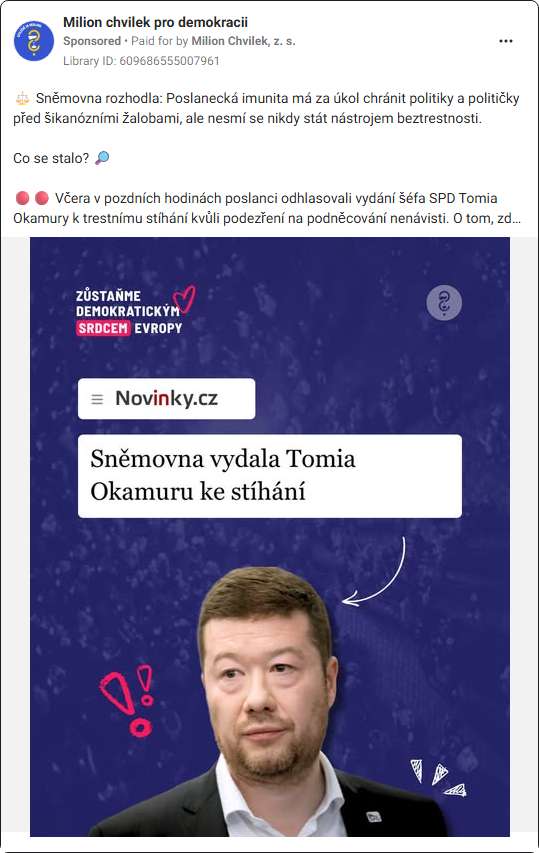 Milion chvilek pro demokracii
Sponsored • Paid for by Milion Chvilek, z. s.
Library ID: 609686555007961
⚖️ Sněmovna rozhodla: Poslanecká imunita má za úkol chránit politiky a političky
před šikanózními žalobami, ale nesmí se nikdy stát nástrojem beztrestnosti.
Co se stalo? 🔎
🔴 🔴 Včera v pozdních hodinách poslanci odhlasovali vydání šéfa SPD Tomia
Okamury k trestnímu stíhání kvůli podezření na podněcování nenávisti. O tom, zd…
ZŮSTAŇME
DEMOKRATICKÝM
SRDCEM EVROPY
Novinky.cz
Sněmovna vydala Tomia
Okamuru ke stíhání